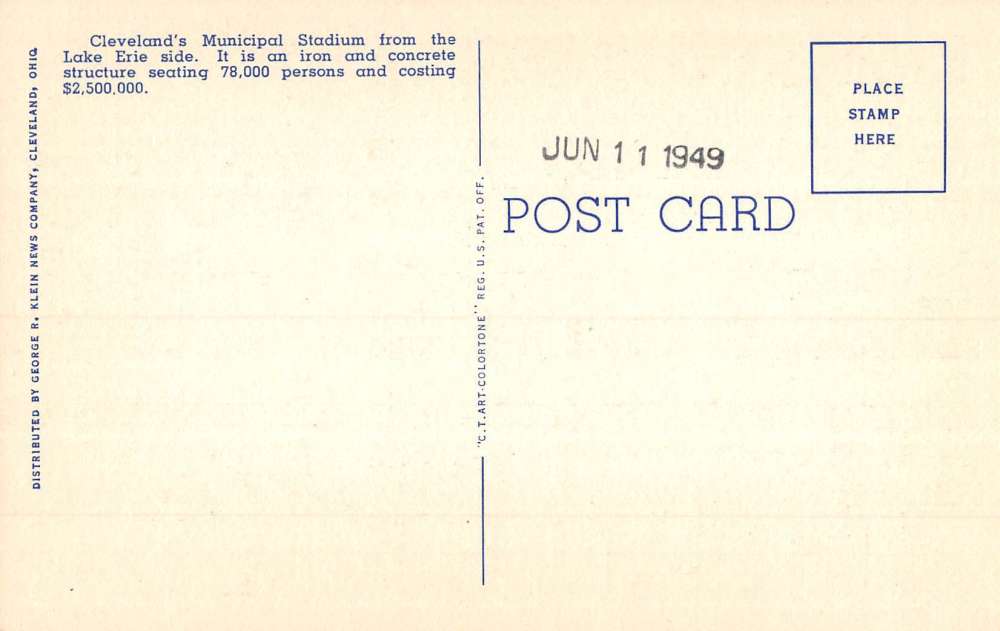 Cleveland's Municipal Stadium from the
Lake Erie side. It is an iron and concrete
structure seating 78,000 persons and costing
$2,500,000.
DISTRIBUTED BY GEORGE R. KLEIN NEWS COMPANY, CLEVELAND, OHIO.
"C.T. ART-COLORTONE" REG. U.S. PAT. OFF.
JUN 11 1949
POST CARD
PLACE
STAMP
HERE